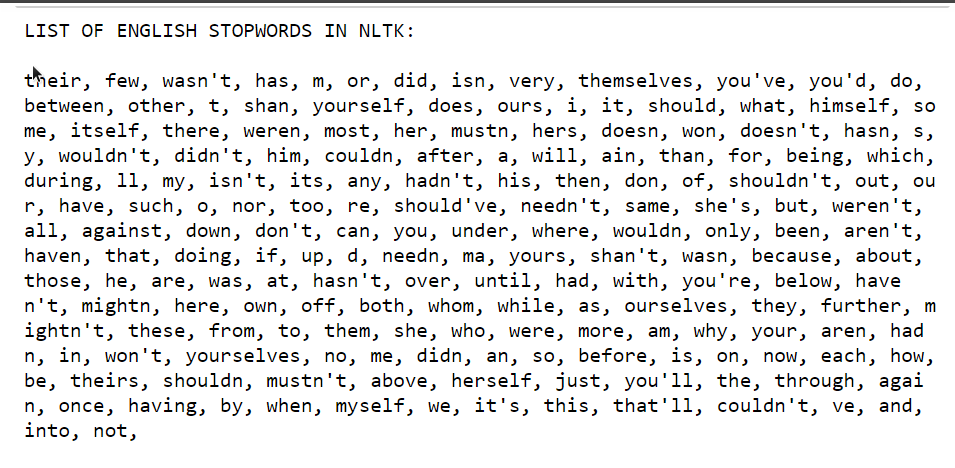 LIST OF ENGLISH STOPWORDS IN NLTK:
their, few, wasn't, has, m, or, did, isn, very, themselves, you've, you'd, do,
between, other, t, shan, yourself, does, ours, i, it, should, what, himself, so
me, itself, there, weren, most, her, mustn, hers, doesn, won, doesn't, hasn, s,
y, wouldn't, didn't, him, couldn, after, a, will, ain, than, for, being, which,
during, ll, my, isn't, its, any, hadn't, his, then, don, of, shouldn't, out, ou
r, have, such, o, nor, too, re, should've, needn't, same, she's, but, weren't,
all, against, down, don't, can, you, under, where, wouldn, only, been, aren't,
haven, that, doing, if, up, d, needn, ma, yours, shan't, wasn, because, about,
those, he, are, was, at, hasn't, over, until, had, with, you're, below, have
n't, mightn, here, own, off, both, whom, while, as, ourselves, they, further, m
ightn't, these, from, to, them, she, who, were, more, am, why, your, aren, had
n, in, won't, yourselves, no, me, didn, an, so, before, is, on, now, each, how,
be, theirs, shouldn, mustn't, above, herself, just, you'll, the, through, agai
n, once, having, by, when, myself, we, it's, this, that'll, couldn't, ve, and,
into, not,